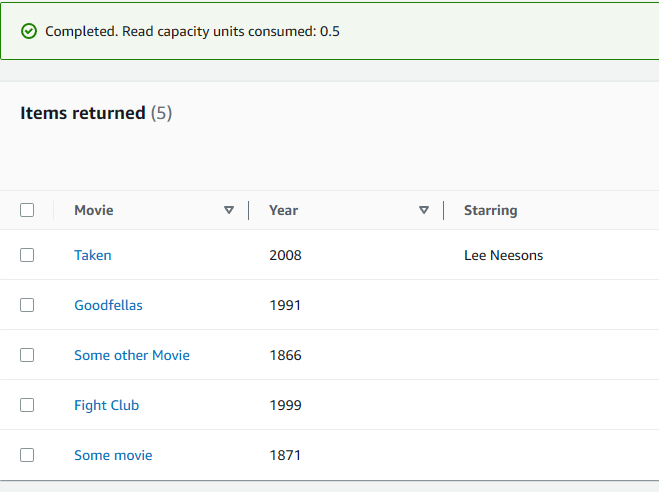 Completed. Read capacity units consumed: 0.5
Items returned (5)
Movie Year Starring
Taken 2008 Lee Neesons
Goodfellas 1991
Some other Movie 1866
Fight Club 1999
Some movie 1871